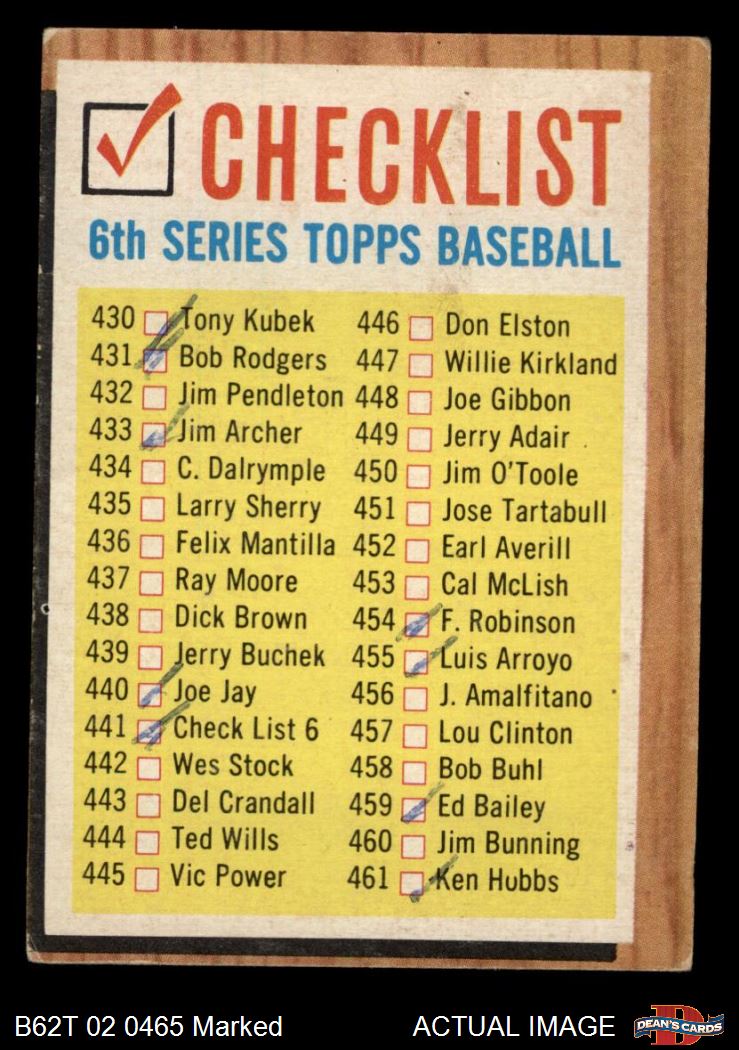 CHECKLIST
6th SERIES TOPPS BASEBALL
430 Tony Kubek
431 Bob Rodgers
432 Jim Pendleton
433 Jim Archer
434 C. Dalrymple
435 Larry Sherry
436 Felix Mantilla
437 Ray Moore
438 Dick Brown
439 Jerry Buchek
440 Joe Jay
441 Check List 6
442 Wes Stock
443 Del Crandall
444 Ted Wills
445 Vic Power
446 Don Elston
447 Willie Kirkland
448 Joe Gibbon
449 Jerry Adair
450 Jim O'Toole
451 Jose Tartabull
452 Earl Averill
453 Cal McLish
454 F. Robinson
455 Luis Arroyo
456 J. Amalfitano
457 Lou Clinton
458 Bob Buhl
459 Ed Bailey
460 Jim Bunning
461 Ken Hubbs
B62T 02 0465 Marked
ACTUAL IMAGE
D
DEAN'S CARDS